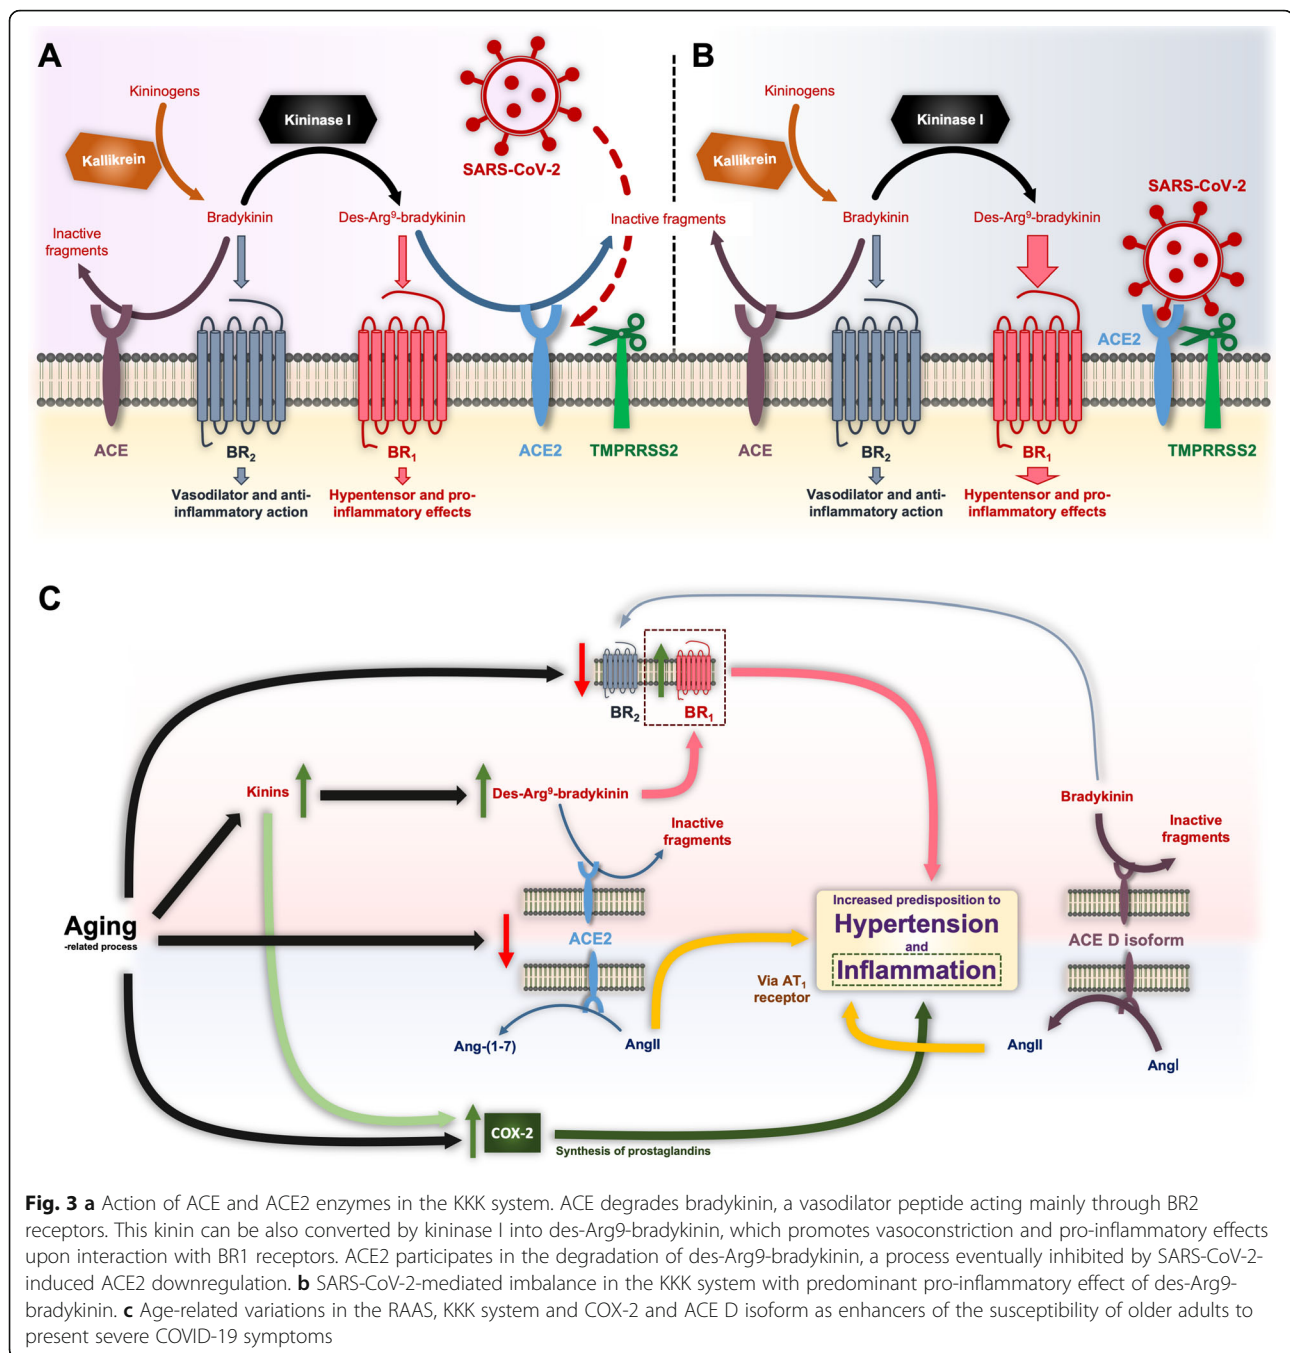 A
Kininogens
Kallikrein
Kininase I
SARS-CoV-2
Bradykinin
Des-Arg⁹-bradykinin
Inactive fragments
Inactive
fragments
ACE
BR₂
BR₁
ACE2
TMPRRSS2
Vasodilator and anti-
inflammatory action
Hypentensor and pro-
inflammatory effects
B
Kininogens
Kallikrein
Kininase I
SARS-CoV-2
Bradykinin
Des-Arg⁹-bradykinin
ACE2
ACE
BR₂
BR₁
TMPRRSS2
Vasodilator and anti-
inflammatory action
Hypentensor and pro-
inflammatory effects
C
BR₂
BR₁
Kinins
Des-Arg⁹-bradykinin
Bradykinin
Inactive
fragments
Inactive
fragments
Aging
-related process
ACE2
Increased predisposition to
Hypertension
and
Inflammation
ACE D isoform
Via AT₁
receptor
Ang-(1-7)
AngII
AngII
AngI
COX-2
Synthesis of prostaglandins
Fig. 3 a Action of ACE and ACE2 enzymes in the KKK system. ACE degrades bradykinin, a vasodilator peptide acting mainly through BR2
receptors. This kinin can be also converted by kininase I into des-Arg9-bradykinin, which promotes vasoconstriction and pro-inflammatory effects
upon interaction with BR1 receptors. ACE2 participates in the degradation of des-Arg9-bradykinin, a process eventually inhibited by SARS-CoV-2-
induced ACE2 downregulation. b SARS-CoV-2-mediated imbalance in the KKK system with predominant pro-inflammatory effect of des-Arg9-
bradykinin. c Age-related variations in the RAAS, KKK system and COX-2 and ACE D isoform as enhancers of the susceptibility of older adults to
present severe COVID-19 symptoms